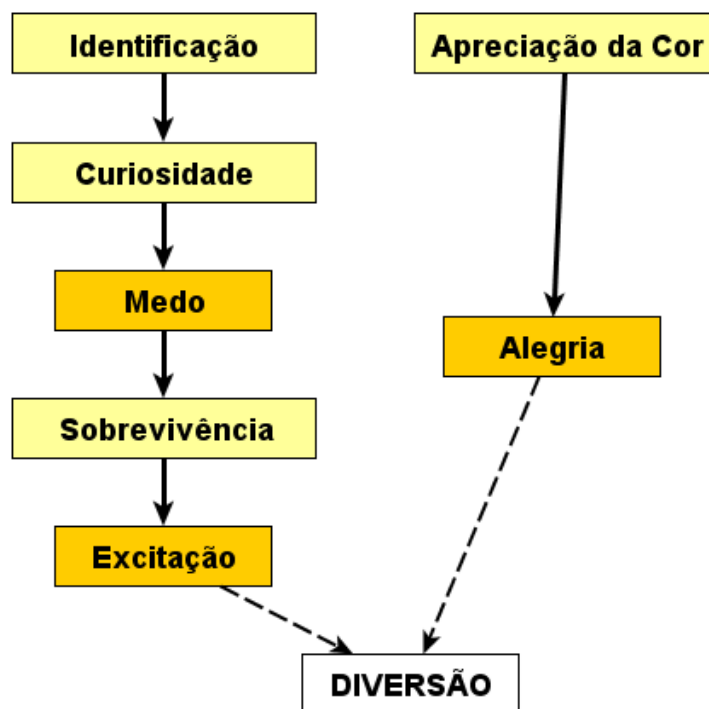 Identificação
Apreciação da Cor
Curiosidade
Medo
Alegria
Sobrevivência
Excitação
DIVERSÃO